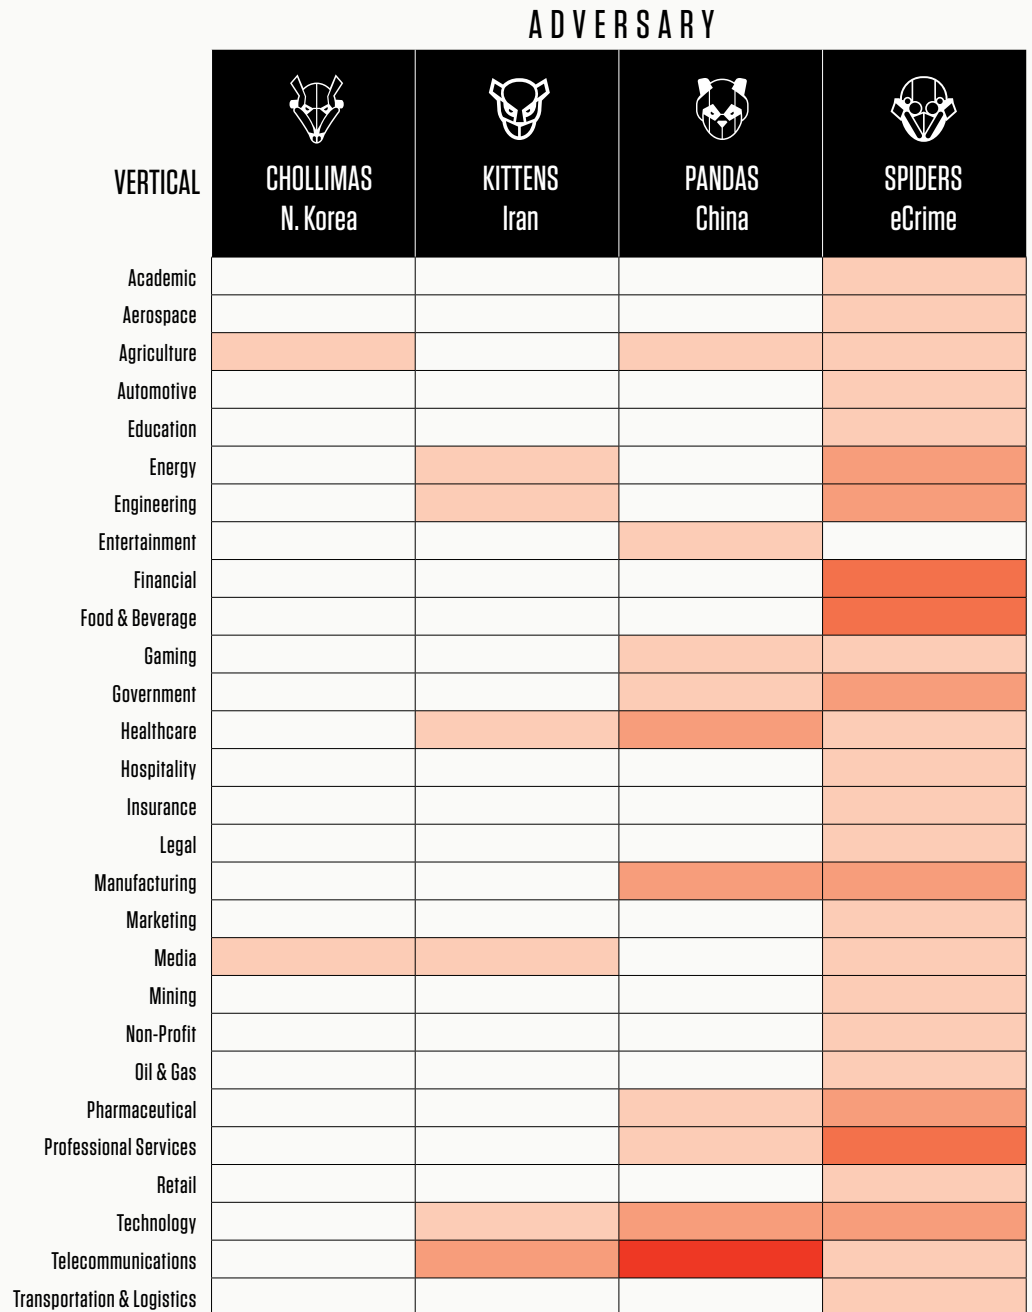 ADVERSARY
VERTICAL
CHOLLIMAS
N. Korea
KITTENS
Iran
PANDAS
China
SPIDERS
eCrime
Academic
Aerospace
Agriculture
Automotive
Education
Energy
Engineering
Entertainment
Financial
Food & Beverage
Gaming
Government
Healthcare
Hospitality
Insurance
Legal
Manufacturing
Marketing
Media
Mining
Non-Profit
Oil & Gas
Pharmaceutical
Professional Services
Retail
Technology
Telecommunications
Transportation & Logistics